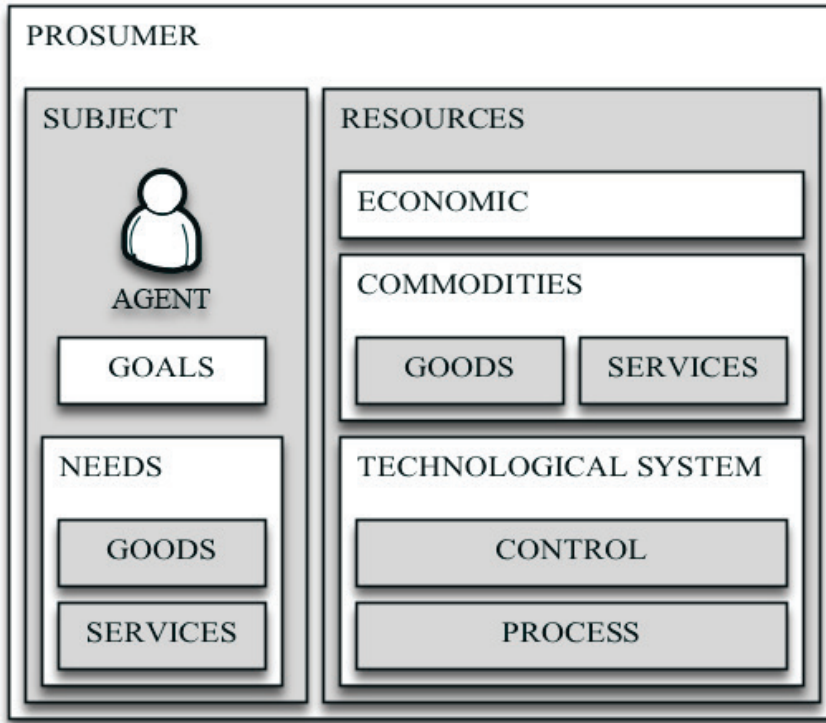 PROSUMER
SUBJECT
AGENT
GOALS
NEEDS
GOODS
SERVICES
RESOURCES
ECONOMIC
COMMODITIES
GOODS
SERVICES
TECHNOLOGICAL SYSTEM
CONTROL
PROCESS